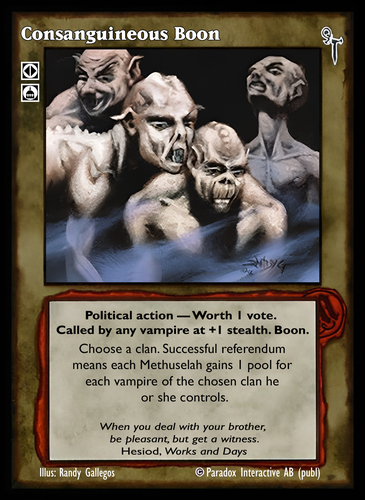 Consanguineous Boon
Political action — Worth 1 vote.
Called by any vampire at +1 stealth. Boon.
Choose a clan. Successful referendum
means each Methuselah gains 1 pool for
each vampire of the chosen clan he
or she controls.
When you deal with your brother,
be pleasant, but get a witness.
Hesiod, Works and Days
Illus: Randy Gallegos
© Paradox Interactive AB (publ)